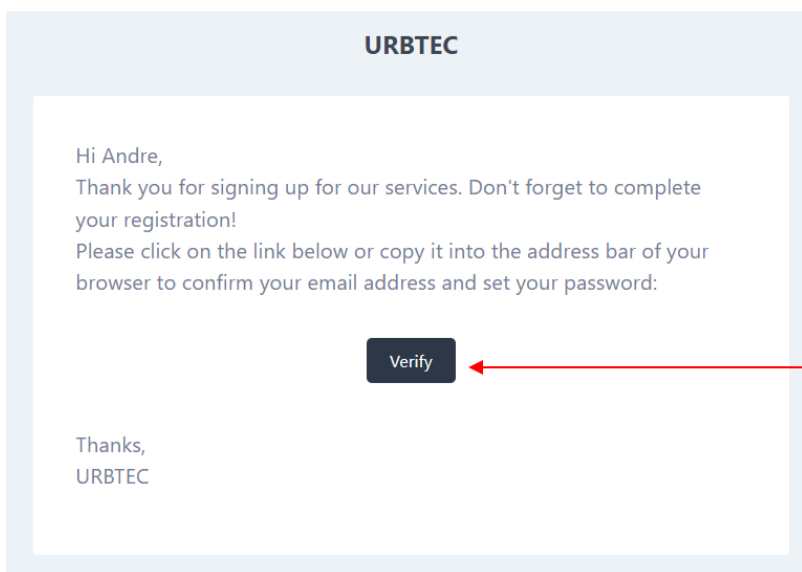 URBTEC
Hi Andre,
Thank you for signing up for our services. Don't forget to complete
your registration!
Please click on the link below or copy it into the address bar of your
browser to confirm your email address and set your password:
Verify
Thanks,
URBTEC